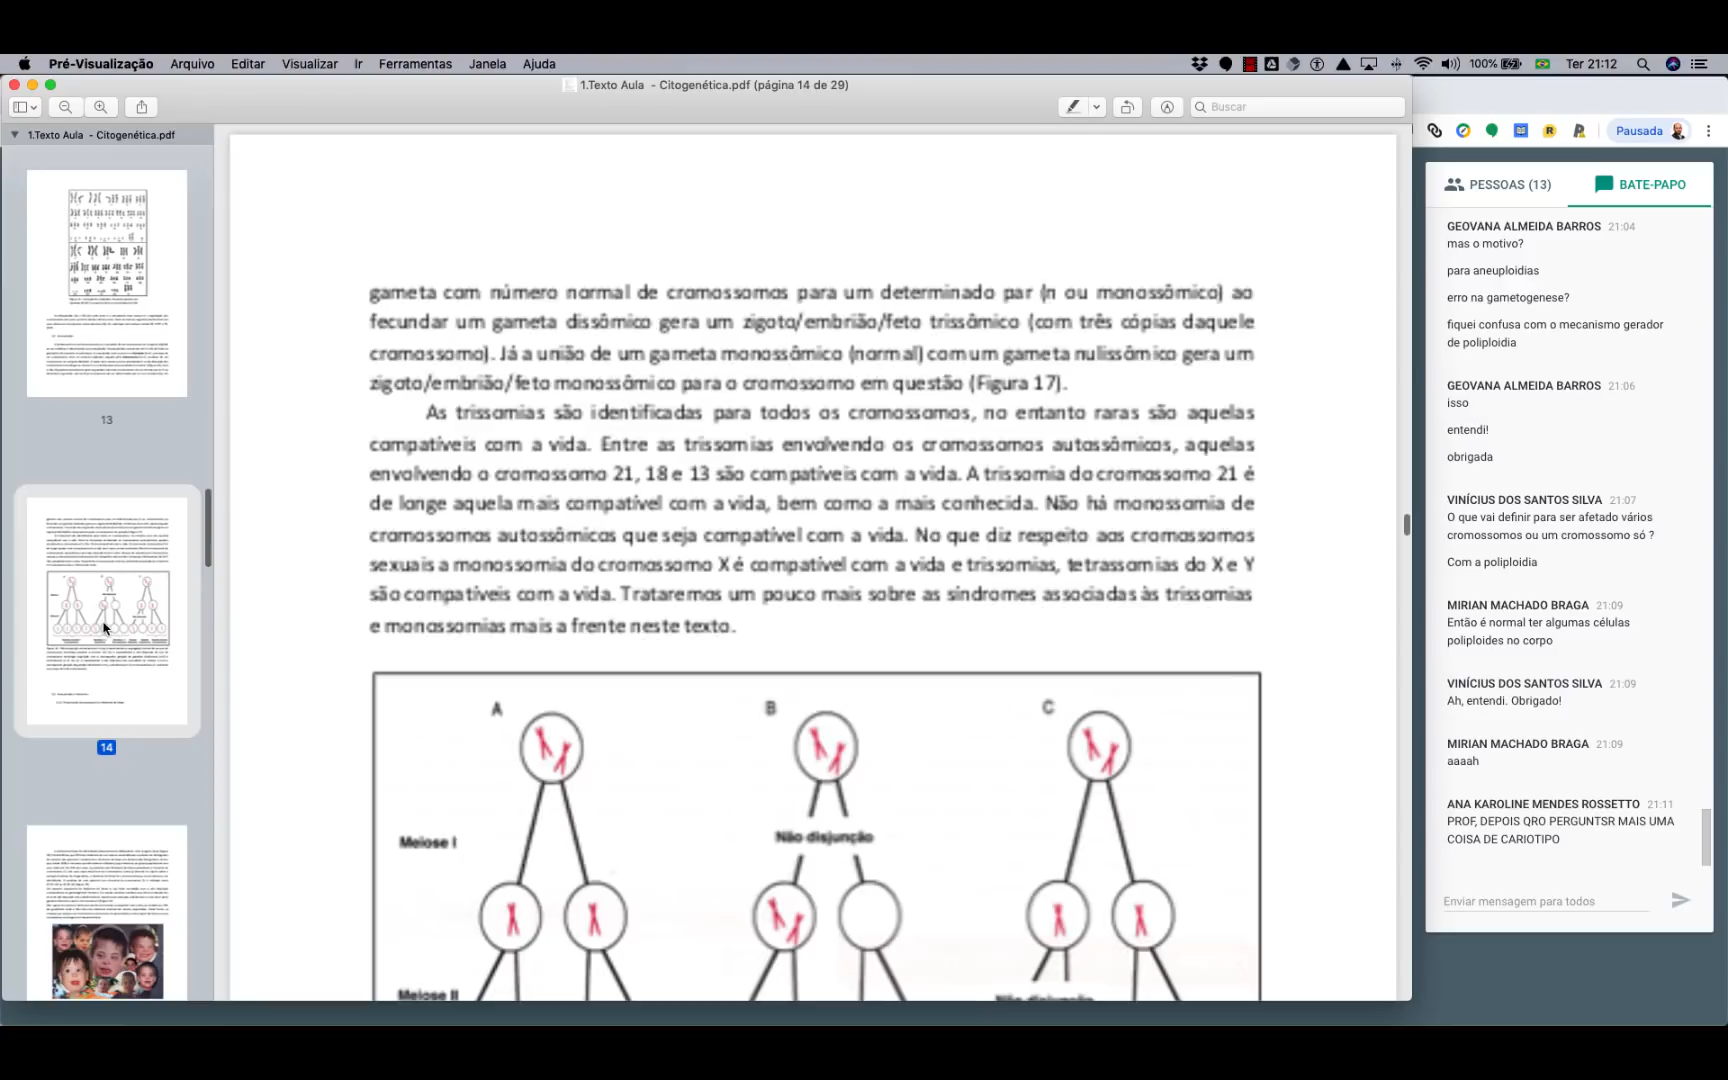 Pré-Visualização Arquivo Editar Visualizar Ir Ferramentas Janela Ajuda
100% Ter 21:12
1.Texto Aula - Citogenética.pdf (página 14 de 29)
Buscar
1.Texto Aula - Citogenética.pdf
13
14
gameta com número normal de cromossomos para um determinado par (n ou monossômico) ao
fecundar um gameta dissômico gera um zigoto/embrião/feto trissômico (com três cópias daquele
cromossomo). Já a união de um gameta monossômico (normal) com um gameta nulissômico gera um
zigoto/embrião/feto monossômico para o cromossomo em questão (Figura 17).
As trissomias são identificadas para todos os cromossomos, no entanto raras são aquelas
compatíveis com a vida. Entre as trissomias envolvendo os cromossomos autossômicos, aquelas
envolvendo o cromossomo 21, 18 e 13 são compatíveis com a vida. A trissomia do cromossomo 21 é
de longe aquela mais compatível com a vida, bem como a mais conhecida. Não há monossomia de
cromossomos autossômicos que seja compatível com a vida. No que diz respeito aos cromossomos
sexuais a monossomia do cromossomo X é compatível com a vida e trissomias, tetrassomias do X e Y
são compatíveis com a vida. Trataremos um pouco mais sobre as síndromes associadas às trissomias
e monossomias mais a frente neste texto.
A B C
Meiose I
Não disjunção
Meiose II
Não disjunção
Pausada
PESSOAS (13) BATE-PAPO
GEOVANA ALMEIDA BARROS 21:04
mas o motivo?
para aneuploidias
erro na gametogenese?
fiquei confusa com o mecanismo gerador
de poliploidia
GEOVANA ALMEIDA BARROS 21:06
isso
entendi!
obrigada
VINÍCIUS DOS SANTOS SILVA 21:07
O que vai definir para ser afetado vários
cromossomos ou um cromossomo só ?
Com a poliploidia
MIRIAN MACHADO BRAGA 21:09
Então é normal ter algumas células
poliploides no corpo
VINÍCIUS DOS SANTOS SILVA 21:09
Ah, entendi. Obrigado!
MIRIAN MACHADO BRAGA 21:09
aaaah
ANA KAROLINE MENDES ROSSETTO 21:11
PROF, DEPOIS QRO PERGUNTSR MAIS UMA
COISA DE CARIOTIPO
Enviar mensagem para todos